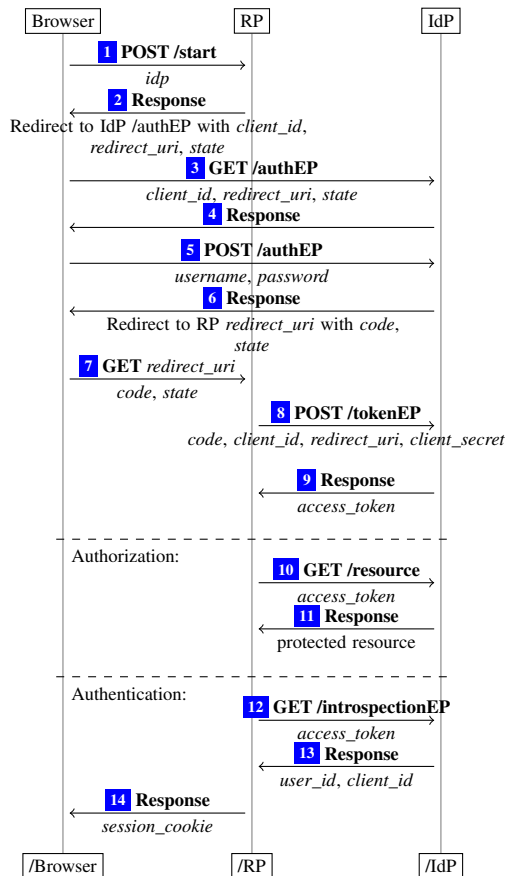 Browser RP IdP
1 POST /start
idp
2 Response
Redirect to IdP /authEP with client_id,
redirect_uri, state
3 GET /authEP
client_id, redirect_uri, state
4 Response
5 POST /authEP
username, password
6 Response
Redirect to RP redirect_uri with code,
state
7 GET redirect_uri
code, state
8 POST /tokenEP
code, client_id, redirect_uri, client_secret
9 Response
access_token
Authorization:
10 GET /resource
access_token
11 Response
protected resource
Authentication:
12 GET /introspectionEP
access_token
13 Response
user_id, client_id
14 Response
session_cookie
/Browser /RP /IdP